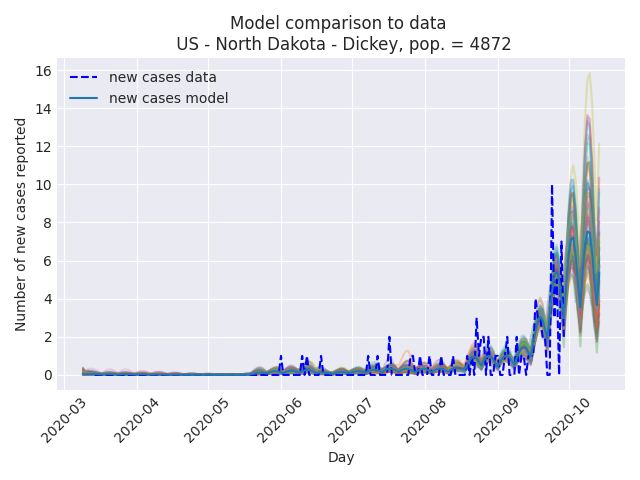 Model comparison to data
US - North Dakota - Dickey, pop. = 4872
new cases data
new cases model
Number of new cases reported
16
14
12
10
8
6
4
2
0
2020-03
2020-04
2020-05
2020-06
2020-07
2020-08
2020-09
2020-10
Day